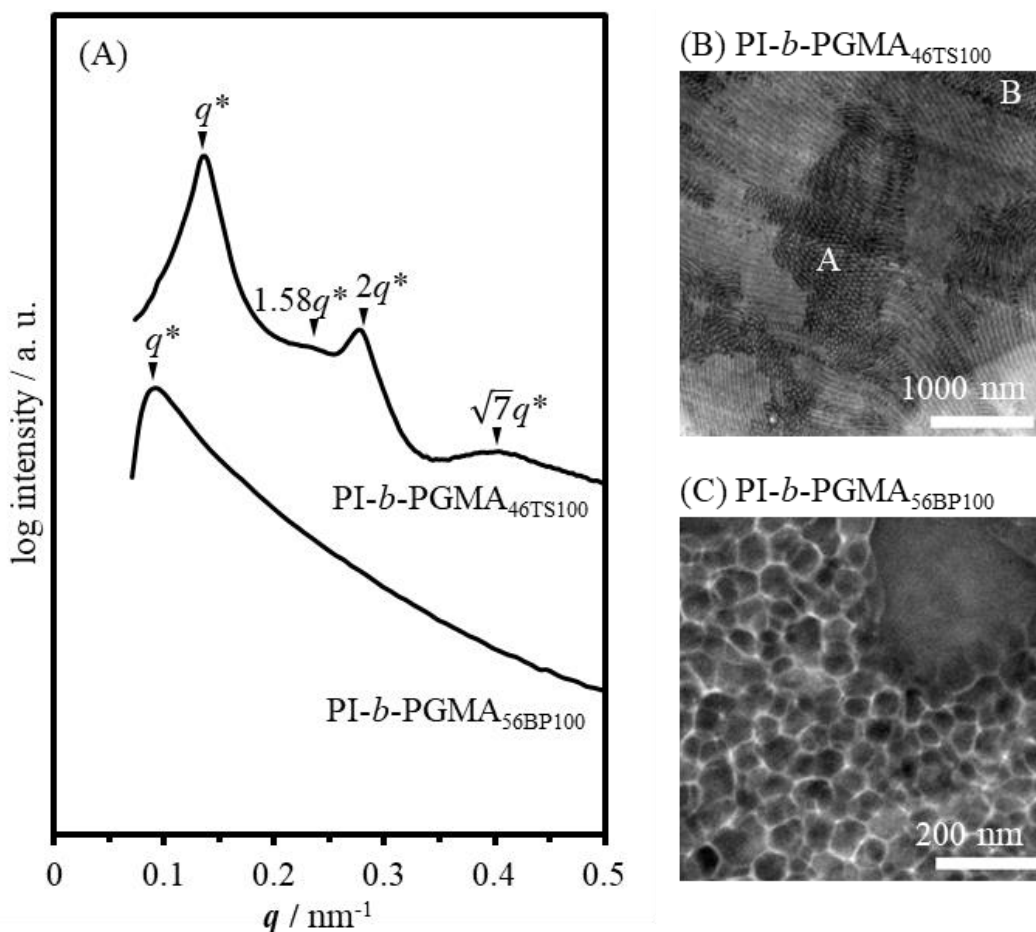 (A)
q*
1.58q*
2q*
√7q*
PI-b-PGMA46TS100
q*
PI-b-PGMA56BP100
log intensity / a. u.
0 0.1 0.2 0.3 0.4 0.5
q / nm-1
(B) PI-b-PGMA46TS100
B
A
1000 nm
(C) PI-b-PGMA56BP100
200 nm